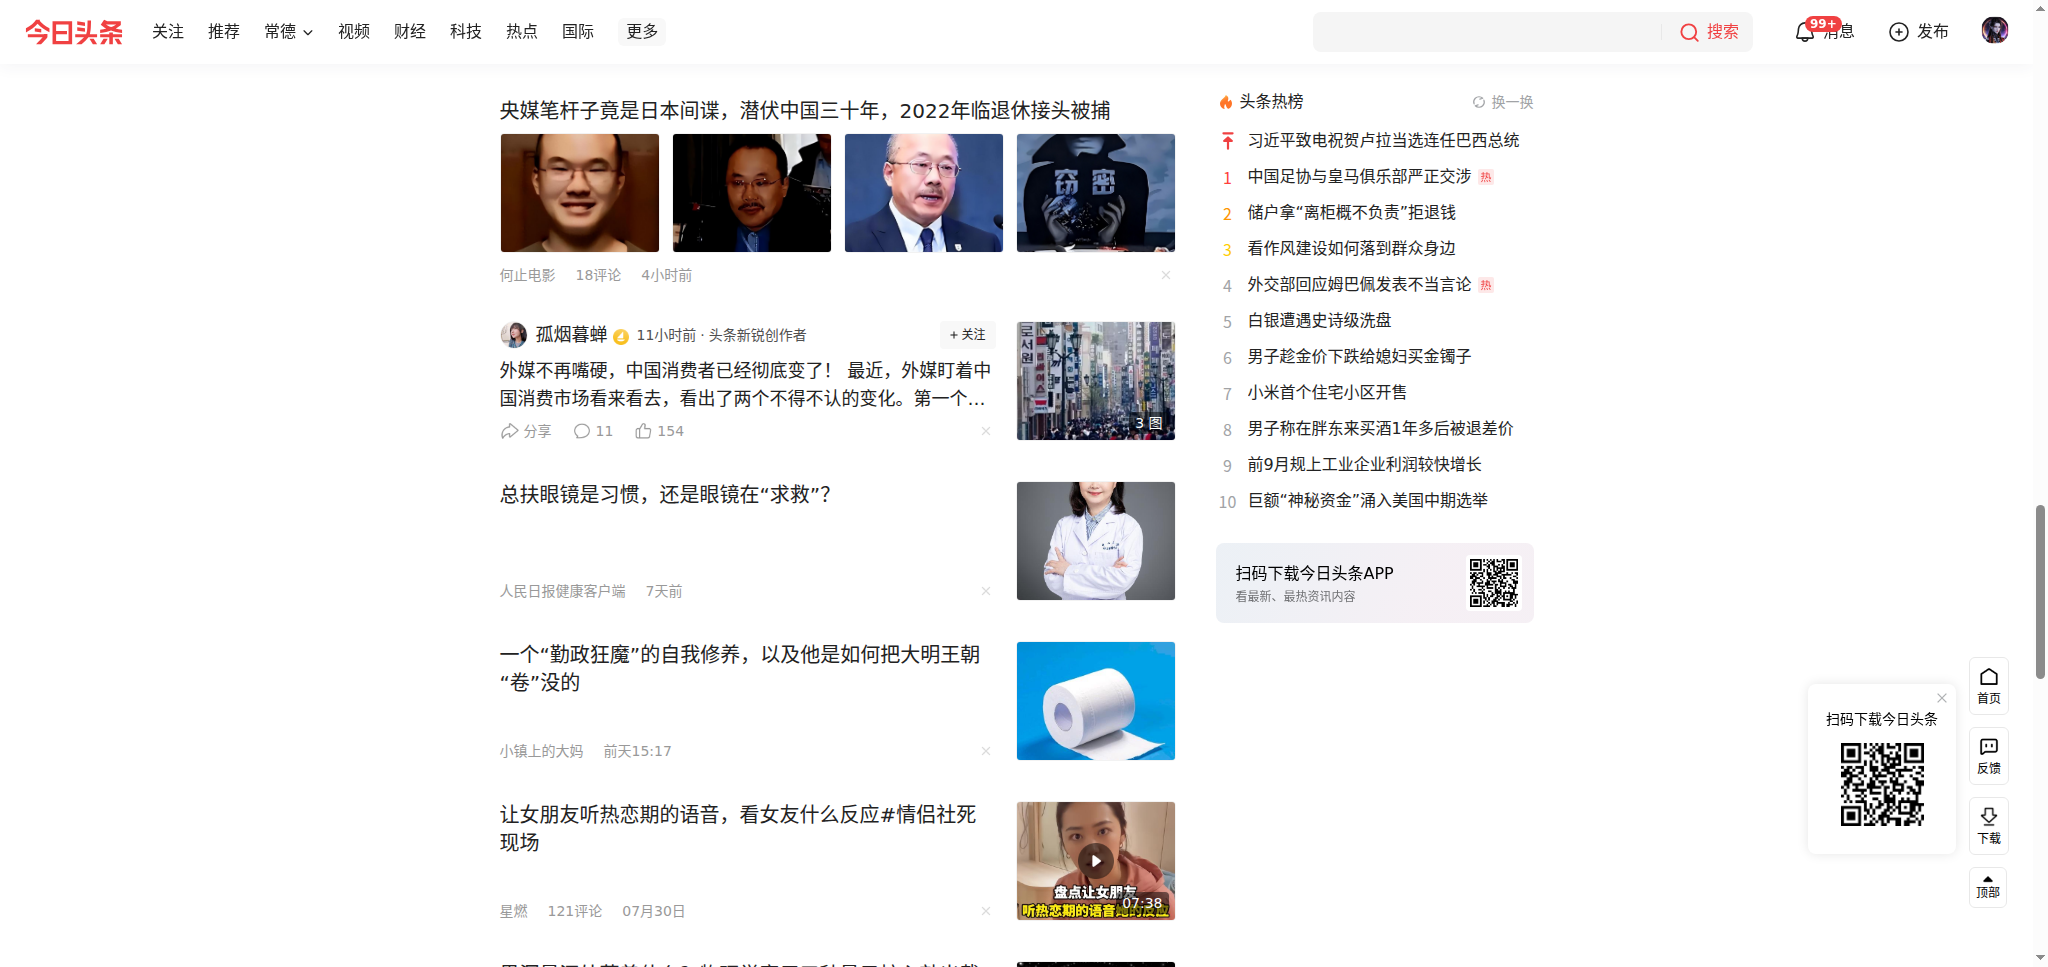 今日头条
关注
推荐
常德
视频
财经
科技
热点
国际
更多
搜索
99+
消息
发布
央媒笔杆子竟是日本间谍，潜伏中国三十年，2022年临退休接头被捕
窃密
何止电影 18评论 4小时前
孤烟暮蝉 11小时前 · 头条新锐创作者
+ 关注
外媒不再嘴硬，中国消费者已经彻底变了！ 最近，外媒盯着中
国消费市场看来看去，看出了两个不得不认的变化。第一个…
分享 11 154
3 图
总扶眼镜是习惯，还是眼镜在“求救”？
人民日报健康客户端 7天前
一个“勤政狂魔”的自我修养，以及他是如何把大明王朝
“卷”没的
小镇上的大妈 前天15:17
让女朋友听热恋期的语音，看女友什么反应#情侣社死
现场
星燃 121评论 07月30日
盘点让女朋友
听热恋期的语音
07:38
头条热榜
换一换
习近平致电祝贺卢拉当选连任巴西总统
1 中国足协与皇马俱乐部严正交涉 热
2 储户拿“离柜概不负责”拒退钱
3 看作风建设如何落到群众身边
4 外交部回应姆巴佩发表不当言论 热
5 白银遭遇史诗级洗盘
6 男子趁金价下跌给媳妇买金镯子
7 小米首个住宅小区开售
8 男子称在胖东来买酒1年多后被退差价
9 前9月规上工业企业利润较快增长
10 巨额“神秘资金”涌入美国中期选举
扫码下载今日头条APP
看最新、最热资讯内容
扫码下载今日头条
首页
反馈
下载
顶部